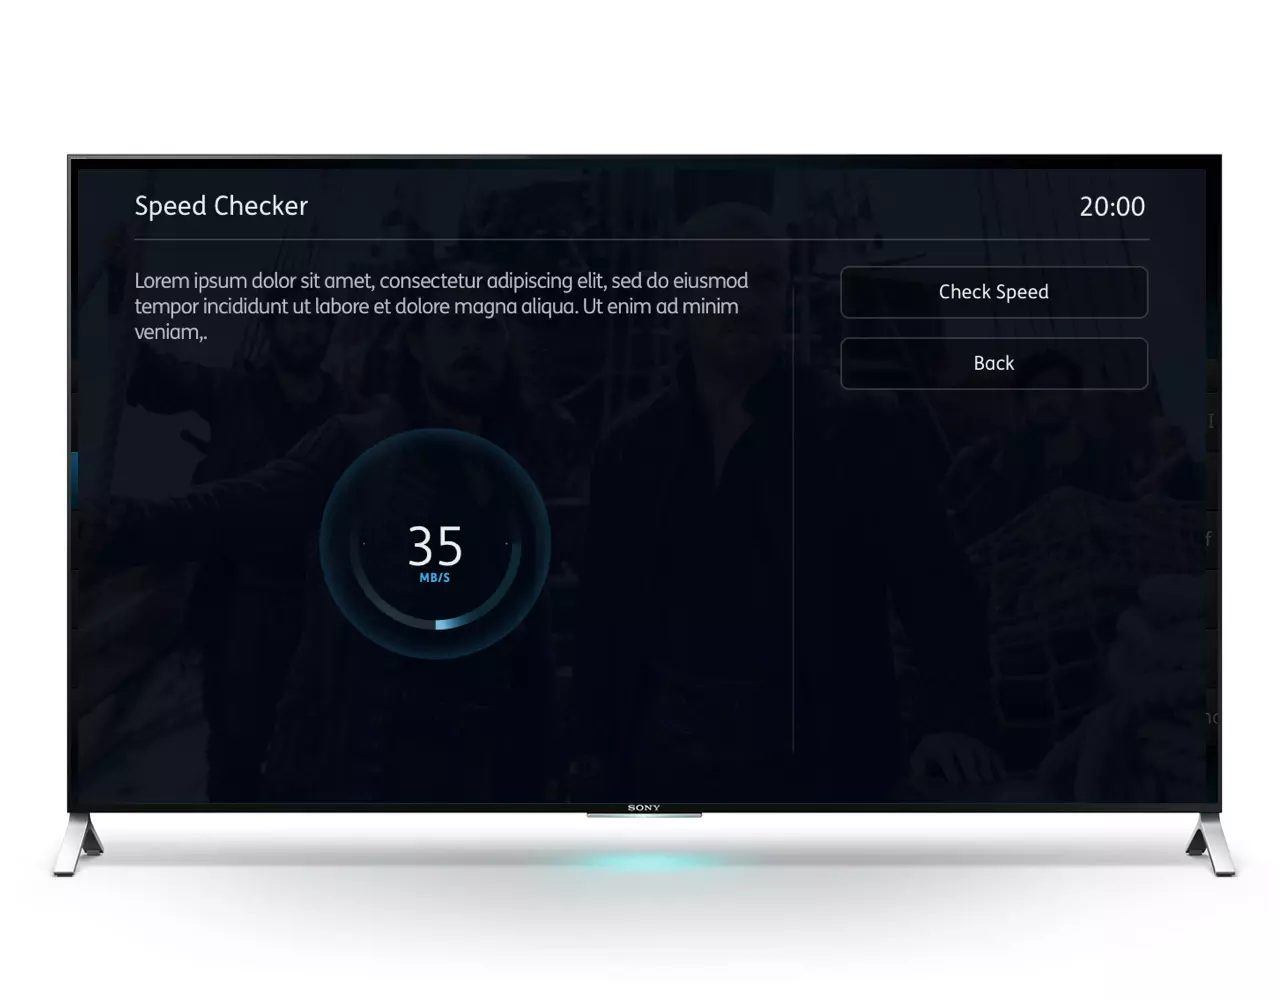 Speed Checker
20:00
Lorem ipsum dolor sit amet, consectetur adipiscing elit, sed do eiusmod
tempor incididunt ut labore et dolore magna aliqua. Ut enim ad minim
veniam,.
Check Speed
Back
35
MB/S
SONY